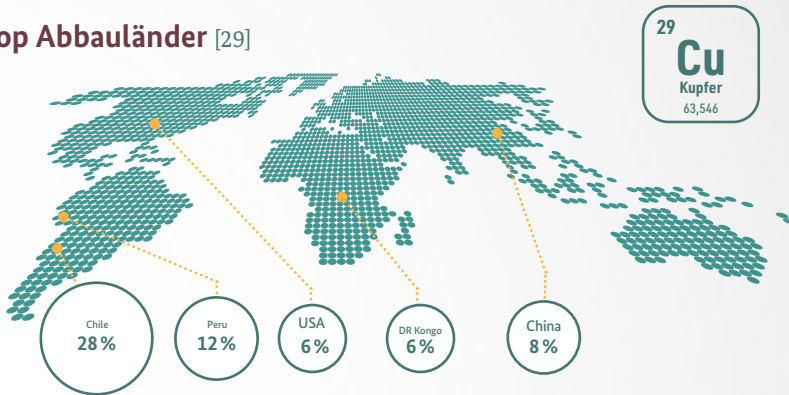 op Abbauländer [29]
29
Cu
Kupfer
63,546
Chile
28 %
Peru
12 %
USA
6 %
DR Kongo
6 %
China
8 %